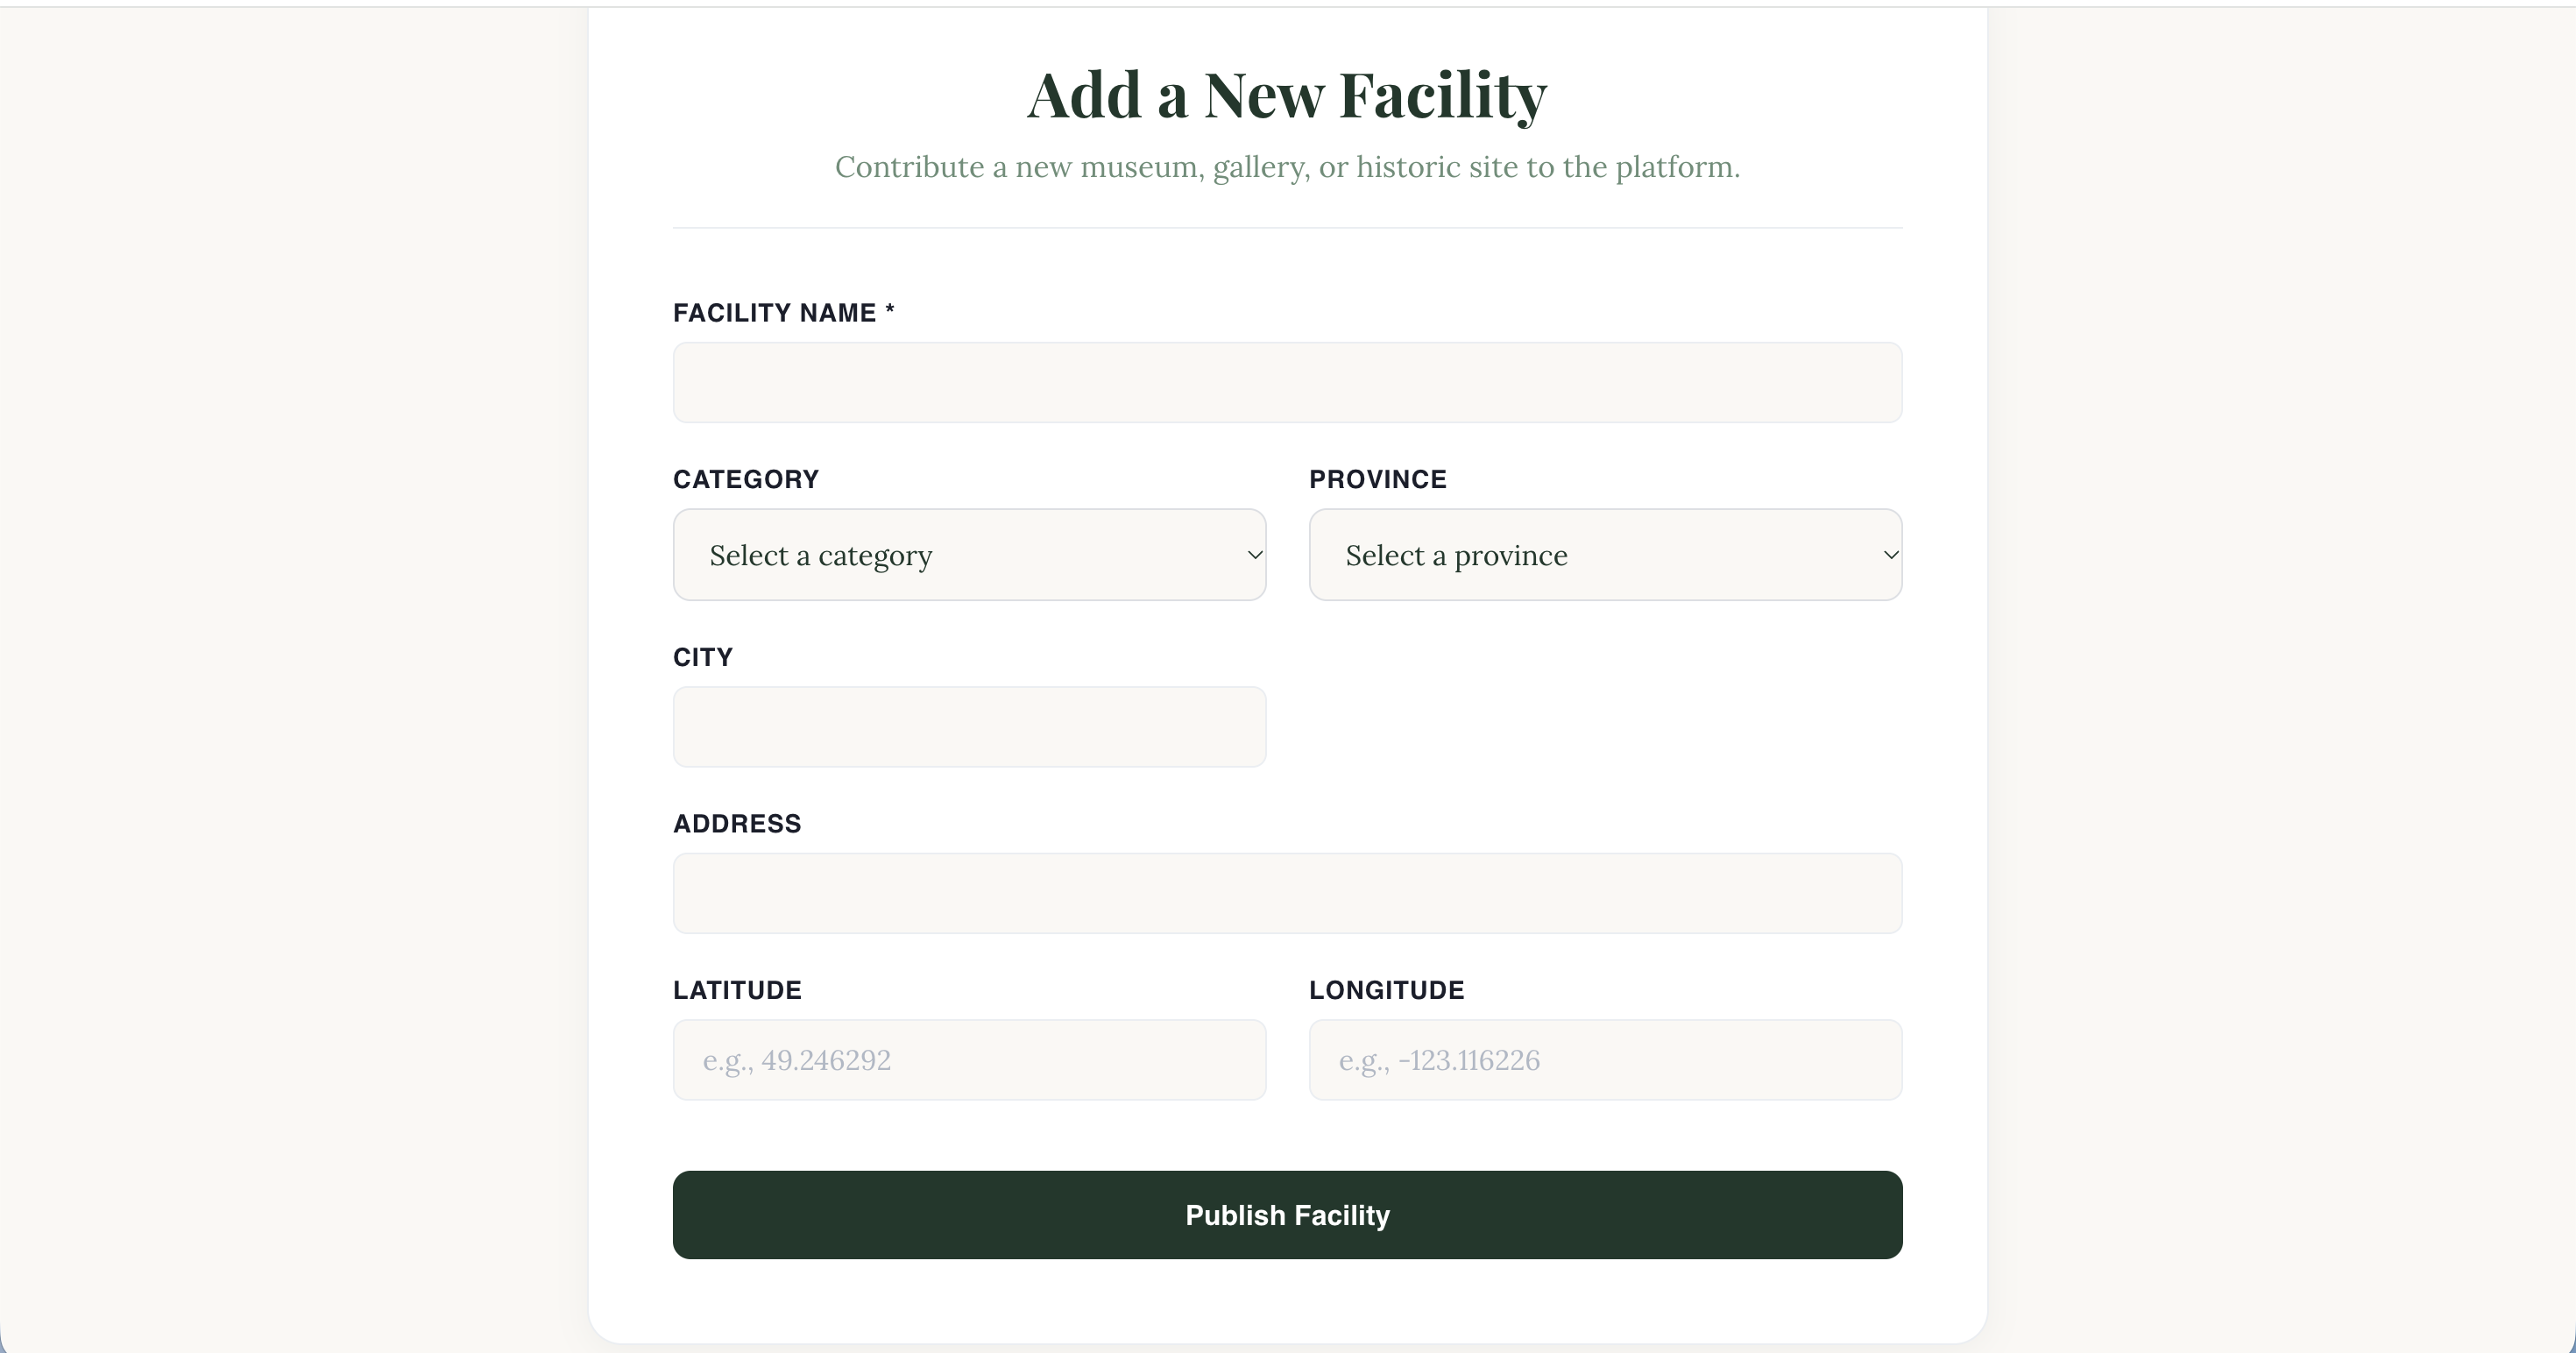 Add a New Facility
Contribute a new museum, gallery, or historic site to the platform.
FACILITY NAME *
CATEGORY
PROVINCE
Select a category
Select a province
CITY
ADDRESS
LATITUDE
LONGITUDE
e.g., 49.246292
e.g., -123.116226
Publish Facility